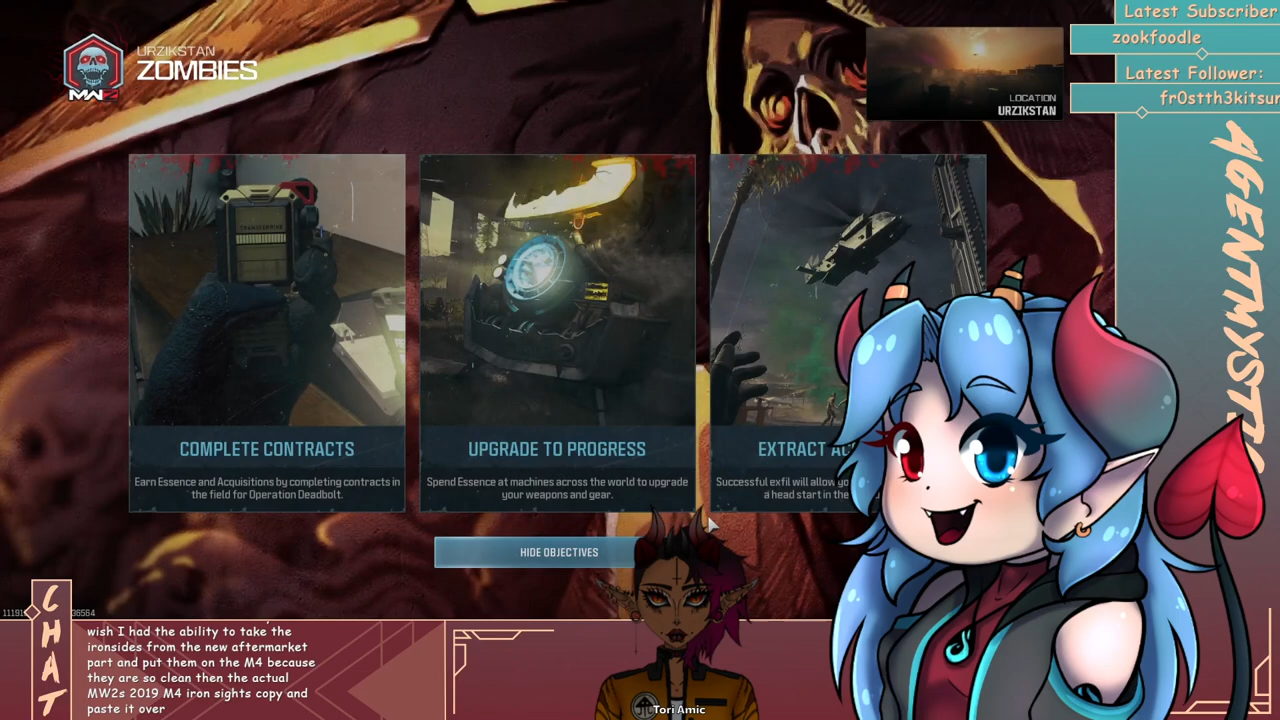 URZIKSTAN
ZOMBIES
MWZ
LOCATION
URZIKSTAN
Latest Subscriber
zookfoodle
Latest Follower:
fr0stth3kitsun
TRANSCEIVING
COMPLETE CONTRACTS
Earn Essence and Acquisitions by completing contracts in
the field for Operation Deadbolt.
UPGRADE TO PROGRESS
Spend Essence at machines across the world to upgrade
your weapons and gear.
EXTRACT
Successful exfil will allow
a head start in the
HIDE OBJECTIVES
CHAT
wish I had the ability to take the
ironsides from the new aftermarket
part and put them on the M4 because
they are so clean then the actual
MW2s 2019 M4 iron sights copy and
paste it over
Tori Amic